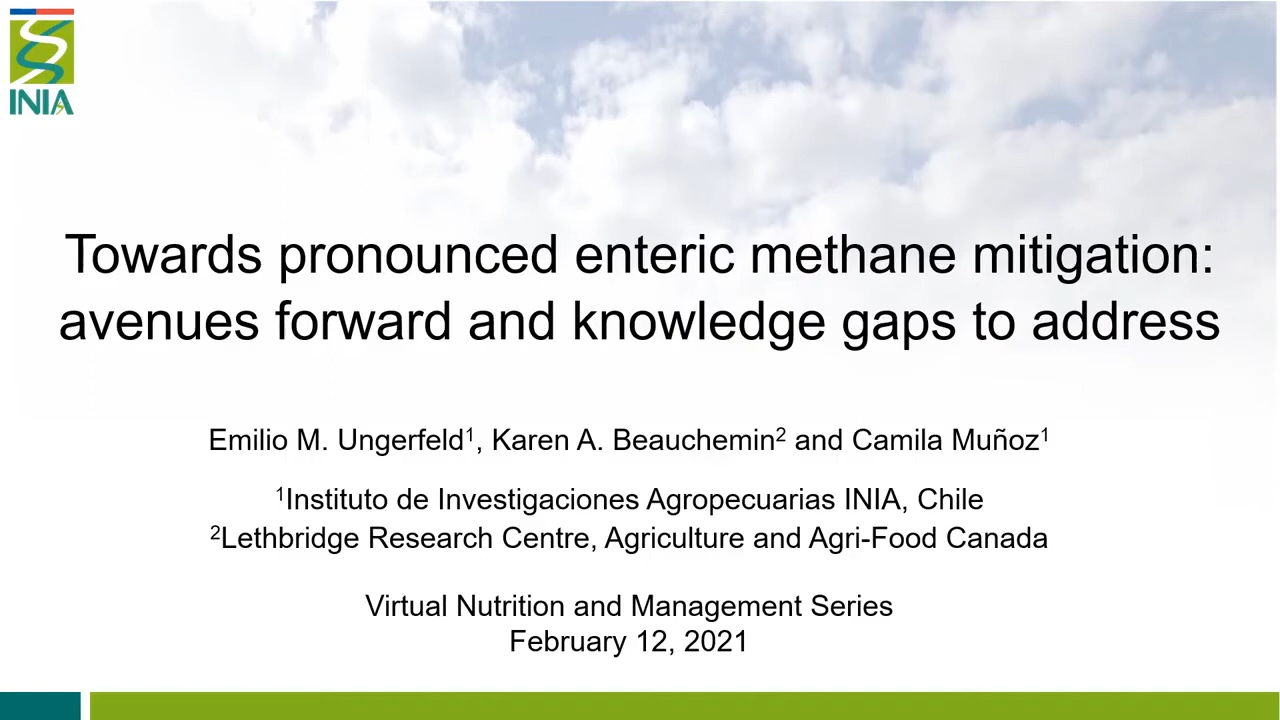 INIA
Towards pronounced enteric methane mitigation:
avenues forward and knowledge gaps to address
Emilio M. Ungerfeld¹, Karen A. Beauchemin² and Camila Muñoz¹
¹Instituto de Investigaciones Agropecuarias INIA, Chile
²Lethbridge Research Centre, Agriculture and Agri-Food Canada
Virtual Nutrition and Management Series
February 12, 2021